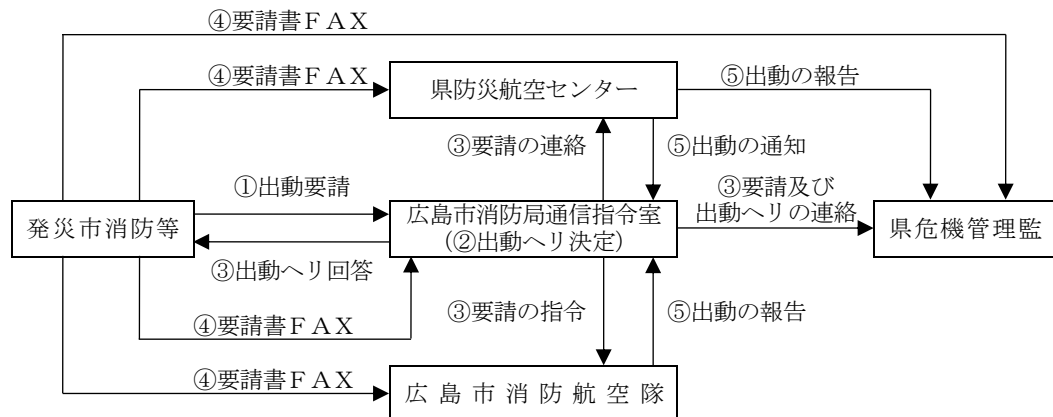 ④要請書ＦＡＸ
④要請書ＦＡＸ
県防災航空センター
⑤出動の報告
③要請の連絡
⑤出動の通知
①出動要請
③要請及び
出動ヘリの連絡
発災市消防等
広島市消防局通信指令室
（②出動ヘリ決定）
県危機管理監
③出動ヘリ回答
③要請の指令
⑤出動の報告
④要請書ＦＡＸ
④要請書ＦＡＸ
広島市消防航空隊